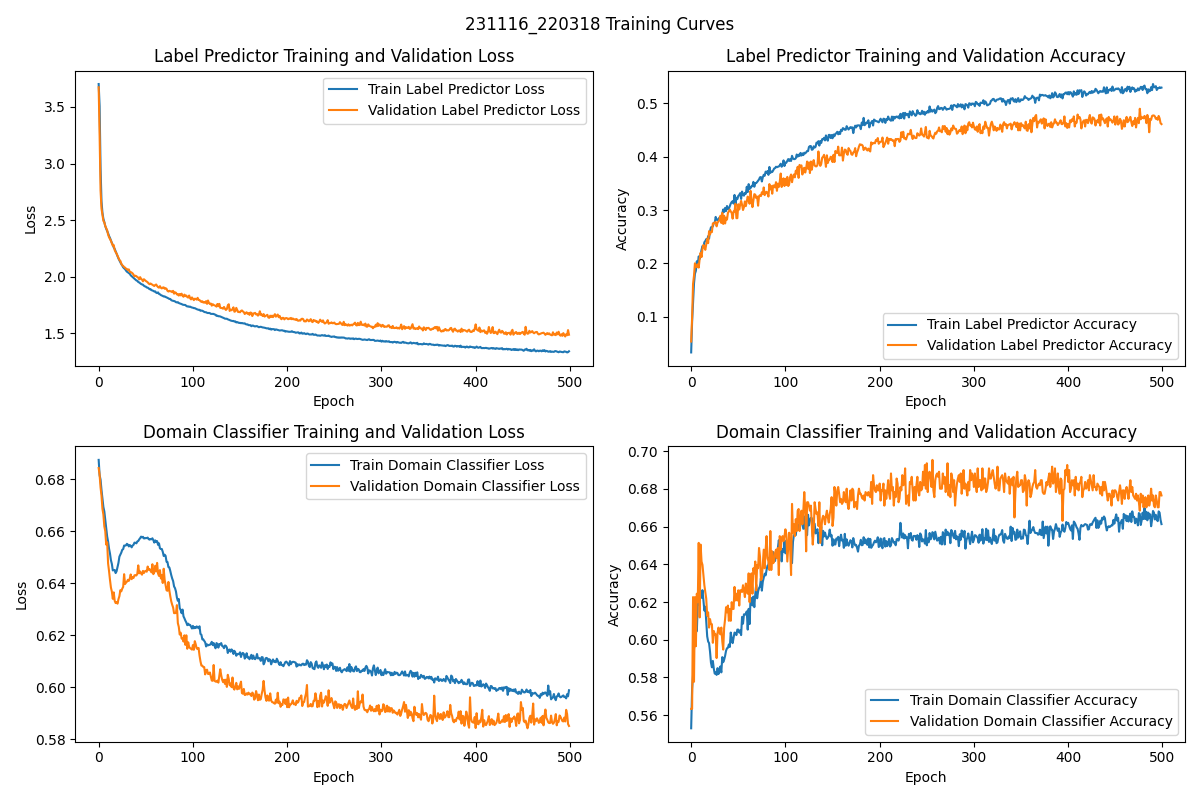 231116_220318 Training Curves
Label Predictor Training and Validation Loss
Train Label Predictor Loss
Validation Label Predictor Loss
3.5
3.0
2.5
2.0
1.5
Loss
0 100 200 300 400 500
Epoch
Label Predictor Training and Validation Accuracy
0.5
0.4
0.3
0.2
0.1
Accuracy
Train Label Predictor Accuracy
Validation Label Predictor Accuracy
0 100 200 300 400 500
Epoch
Domain Classifier Training and Validation Loss
Train Domain Classifier Loss
Validation Domain Classifier Loss
0.68
0.66
0.64
0.62
0.60
0.58
Loss
0 100 200 300 400 500
Epoch
Domain Classifier Training and Validation Accuracy
0.70
0.68
0.66
0.64
0.62
0.60
0.58
0.56
Accuracy
Train Domain Classifier Accuracy
Validation Domain Classifier Accuracy
0 100 200 300 400 500
Epoch